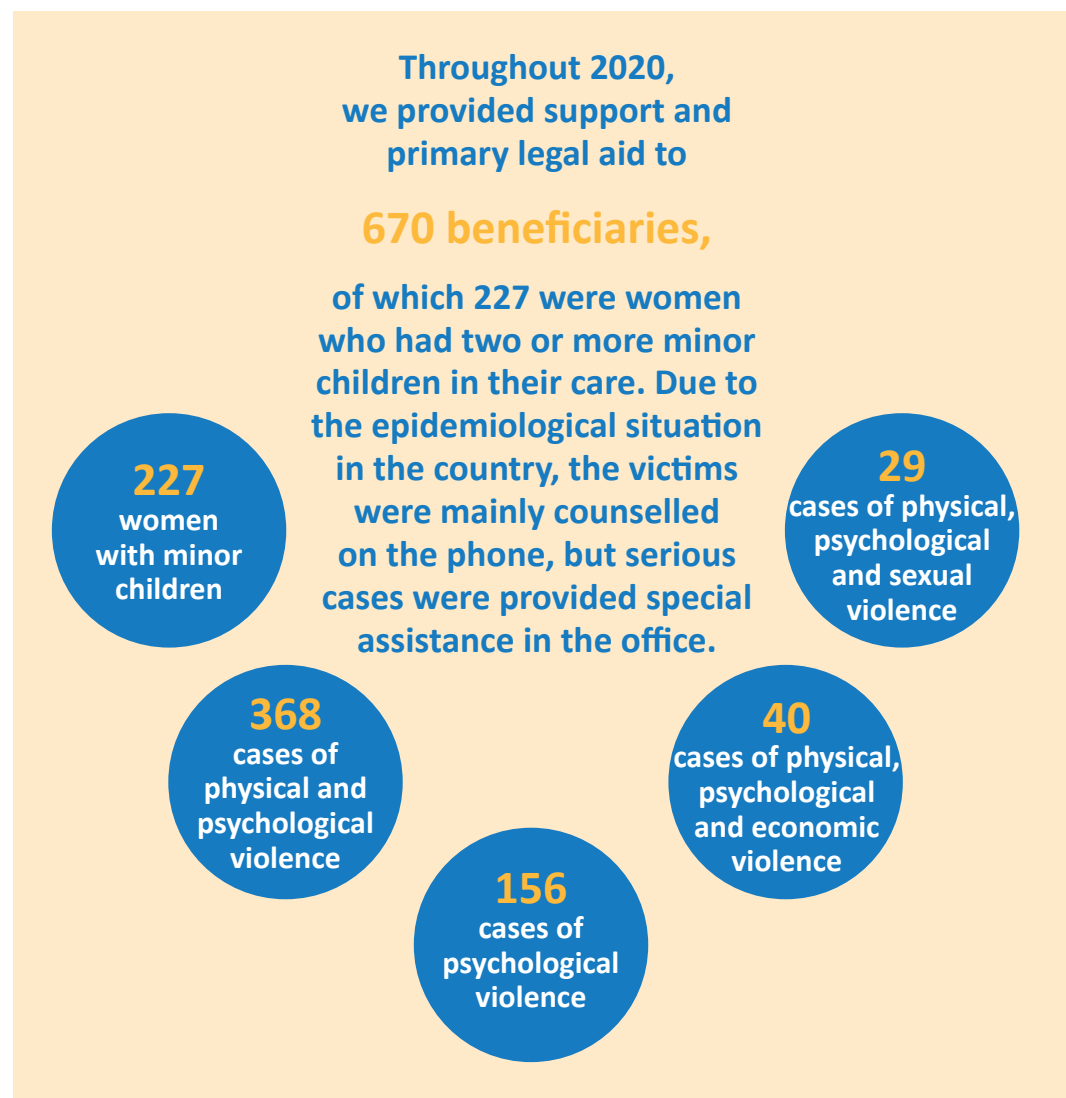 Throughout 2020,
we provided support and
primary legal aid to
670 beneficiaries,
of which 227 were women
who had two or more minor
children in their care. Due to
the epidemiological situation
in the country, the victims
were mainly counselled
on the phone, but serious
cases were provided special
assistance in the office.
227
women
with minor
children
368
cases of
physical and
psychological
violence
156
cases of
psychological
violence
40
cases of physical,
psychological
and economic
violence
29
cases of physical,
psychological
and sexual
violence